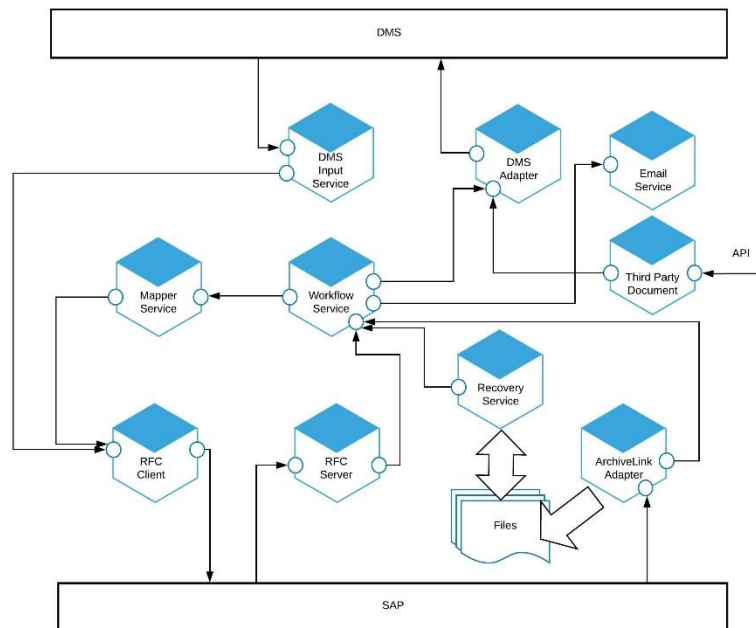 DMS
DMS
Input
Service
DMS
Adapter
Email
Service
API
Third Party
Document
Mapper
Service
Workflow
Service
Recovery
Service
RFC
Client
RFC
Server
ArchiveLink
Adapter
Files
SAP